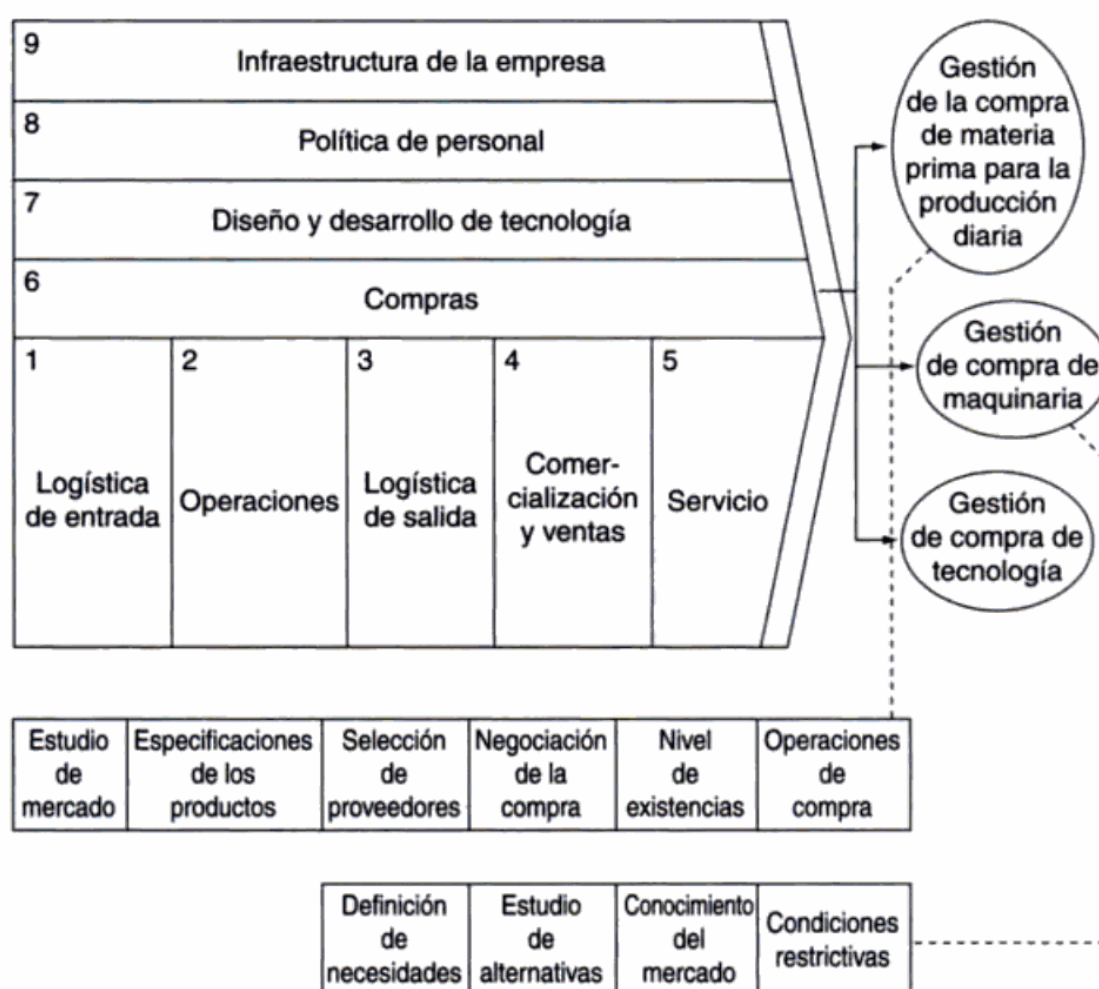 9
Infraestructura de la empresa
8
Política de personal
7
Diseño y desarrollo de tecnología
6
Compras
1
Logística
de entrada
2
Operaciones
3
Logística
de salida
4
Comer-
cialización
y ventas
5
Servicio
Gestión
de la compra
de materia
prima para la
producción
diaria
Gestión
de compra de
maquinaria
Gestión
de compra de
tecnología
Estudio
de
mercado
Especificaciones
de los
productos
Selección
de
proveedores
Negociación
de la
compra
Nivel
de
existencias
Operaciones
de
compra
Definición
de
necesidades
Estudio
de
alternativas
Conocimiento
del
mercado
Condiciones
restrictivas